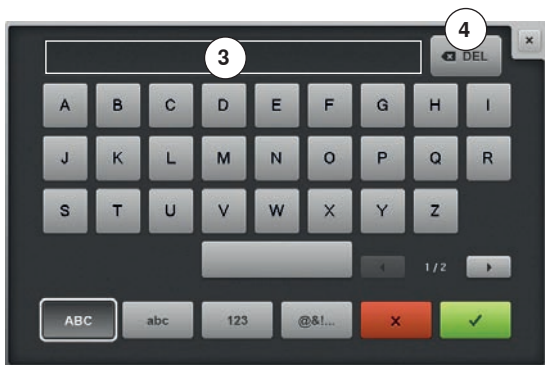 3
4
DEL
×
A B C D E F G H I
J K L M N O P Q R
S T U V W X Y Z
1/2
ABC abc 123 @&!... × ✓